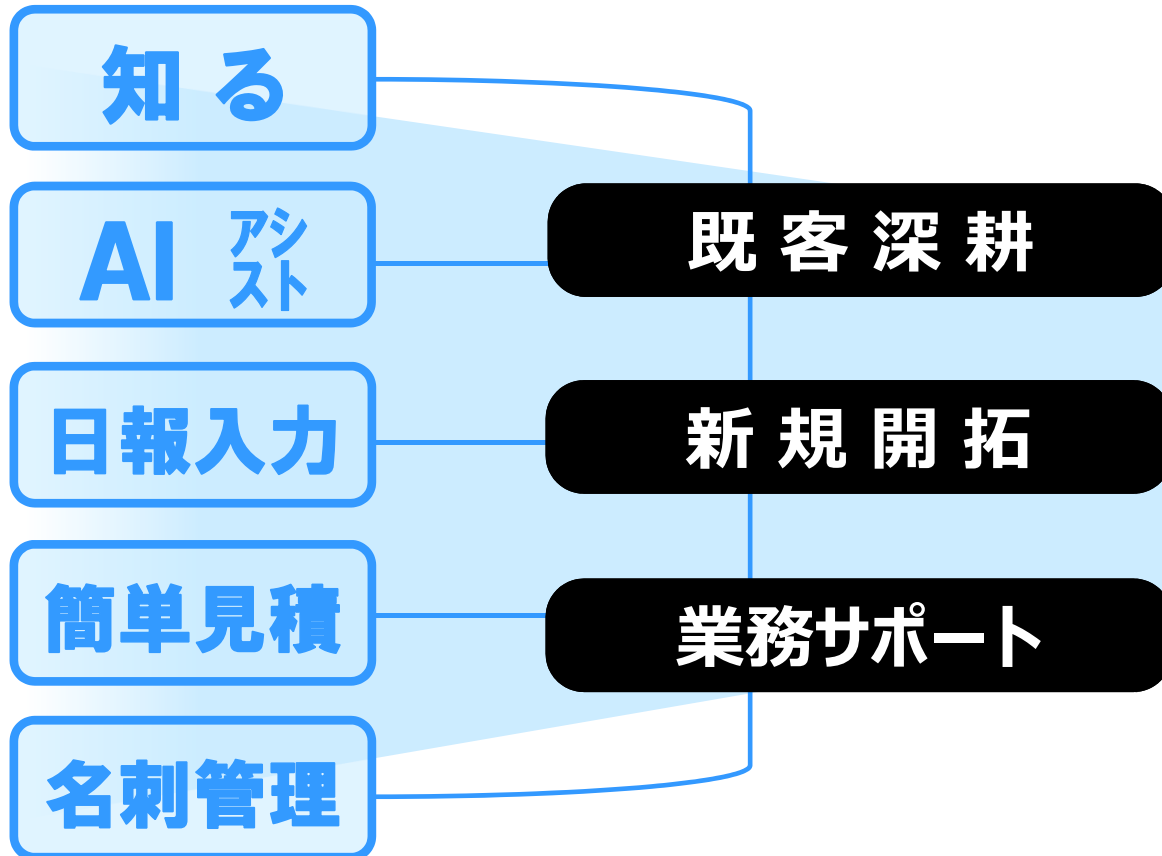 知る
AI アシスト
日報入力
簡単見積
名刺管理
既客深耕
新規開拓
業務サポート